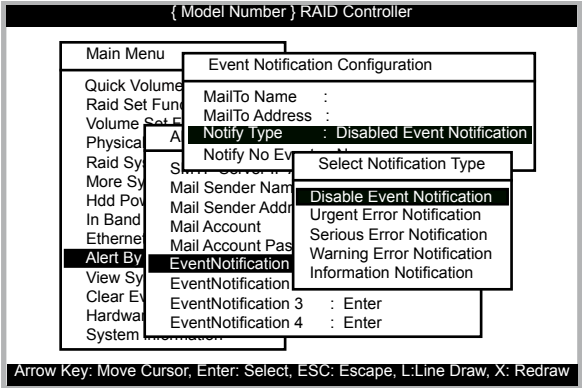 { Model Number } RAID Controller
Main Menu
Quick Volume
Raid Set Fun
Volume Set F
Physica
Raid Sy
More Sy
Hdd Po
In Band
Etherne
Alert By
View Sy
Clear Ev
Hardwa
System Information
A
Mail Sender Nam
Mail Sender Addr
Mail Account
Mail Account Pas
EventNotification
EventNotification
EventNotification 3 : Enter
EventNotification 4 : Enter
Event Notification Configuration
MailTo Name :
MailTo Address :
Notify Type : Disabled Event Notification
Notify No Event
Select Notification Type
Disable Event Notification
Urgent Error Notification
Serious Error Notification
Warning Error Notification
Information Notification
Arrow Key: Move Cursor, Enter: Select, ESC: Escape, L:Line Draw, X: Redraw